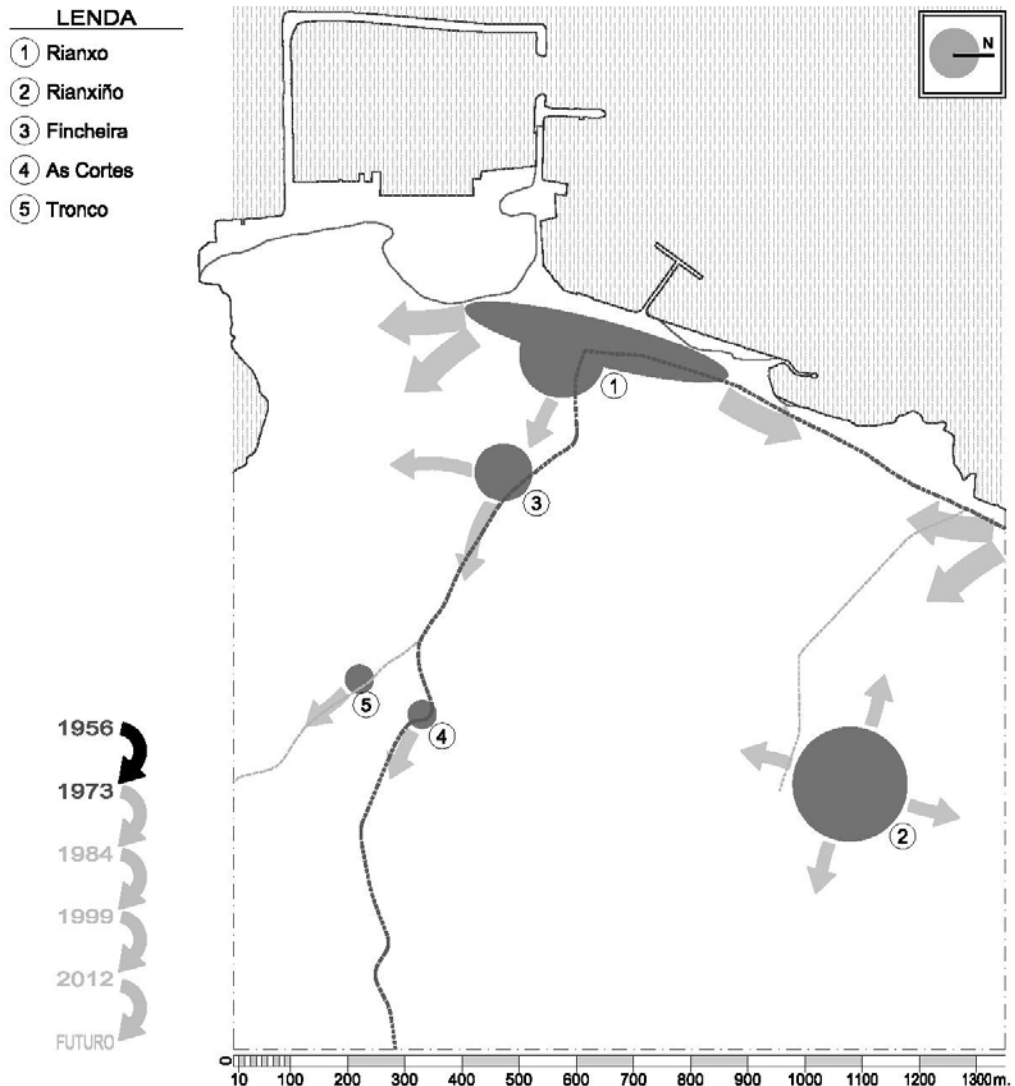 LENDA
1 Rianxo
2 Rianxiño
3 Fincheira
4 As Cortes
5 Tronco
N
1
3
5
4
2
1956
1973
1984
1999
2012
FUTURO
0
10 100 200 300 400 500 600 700 800 900 1000 1100 1200 1300m.